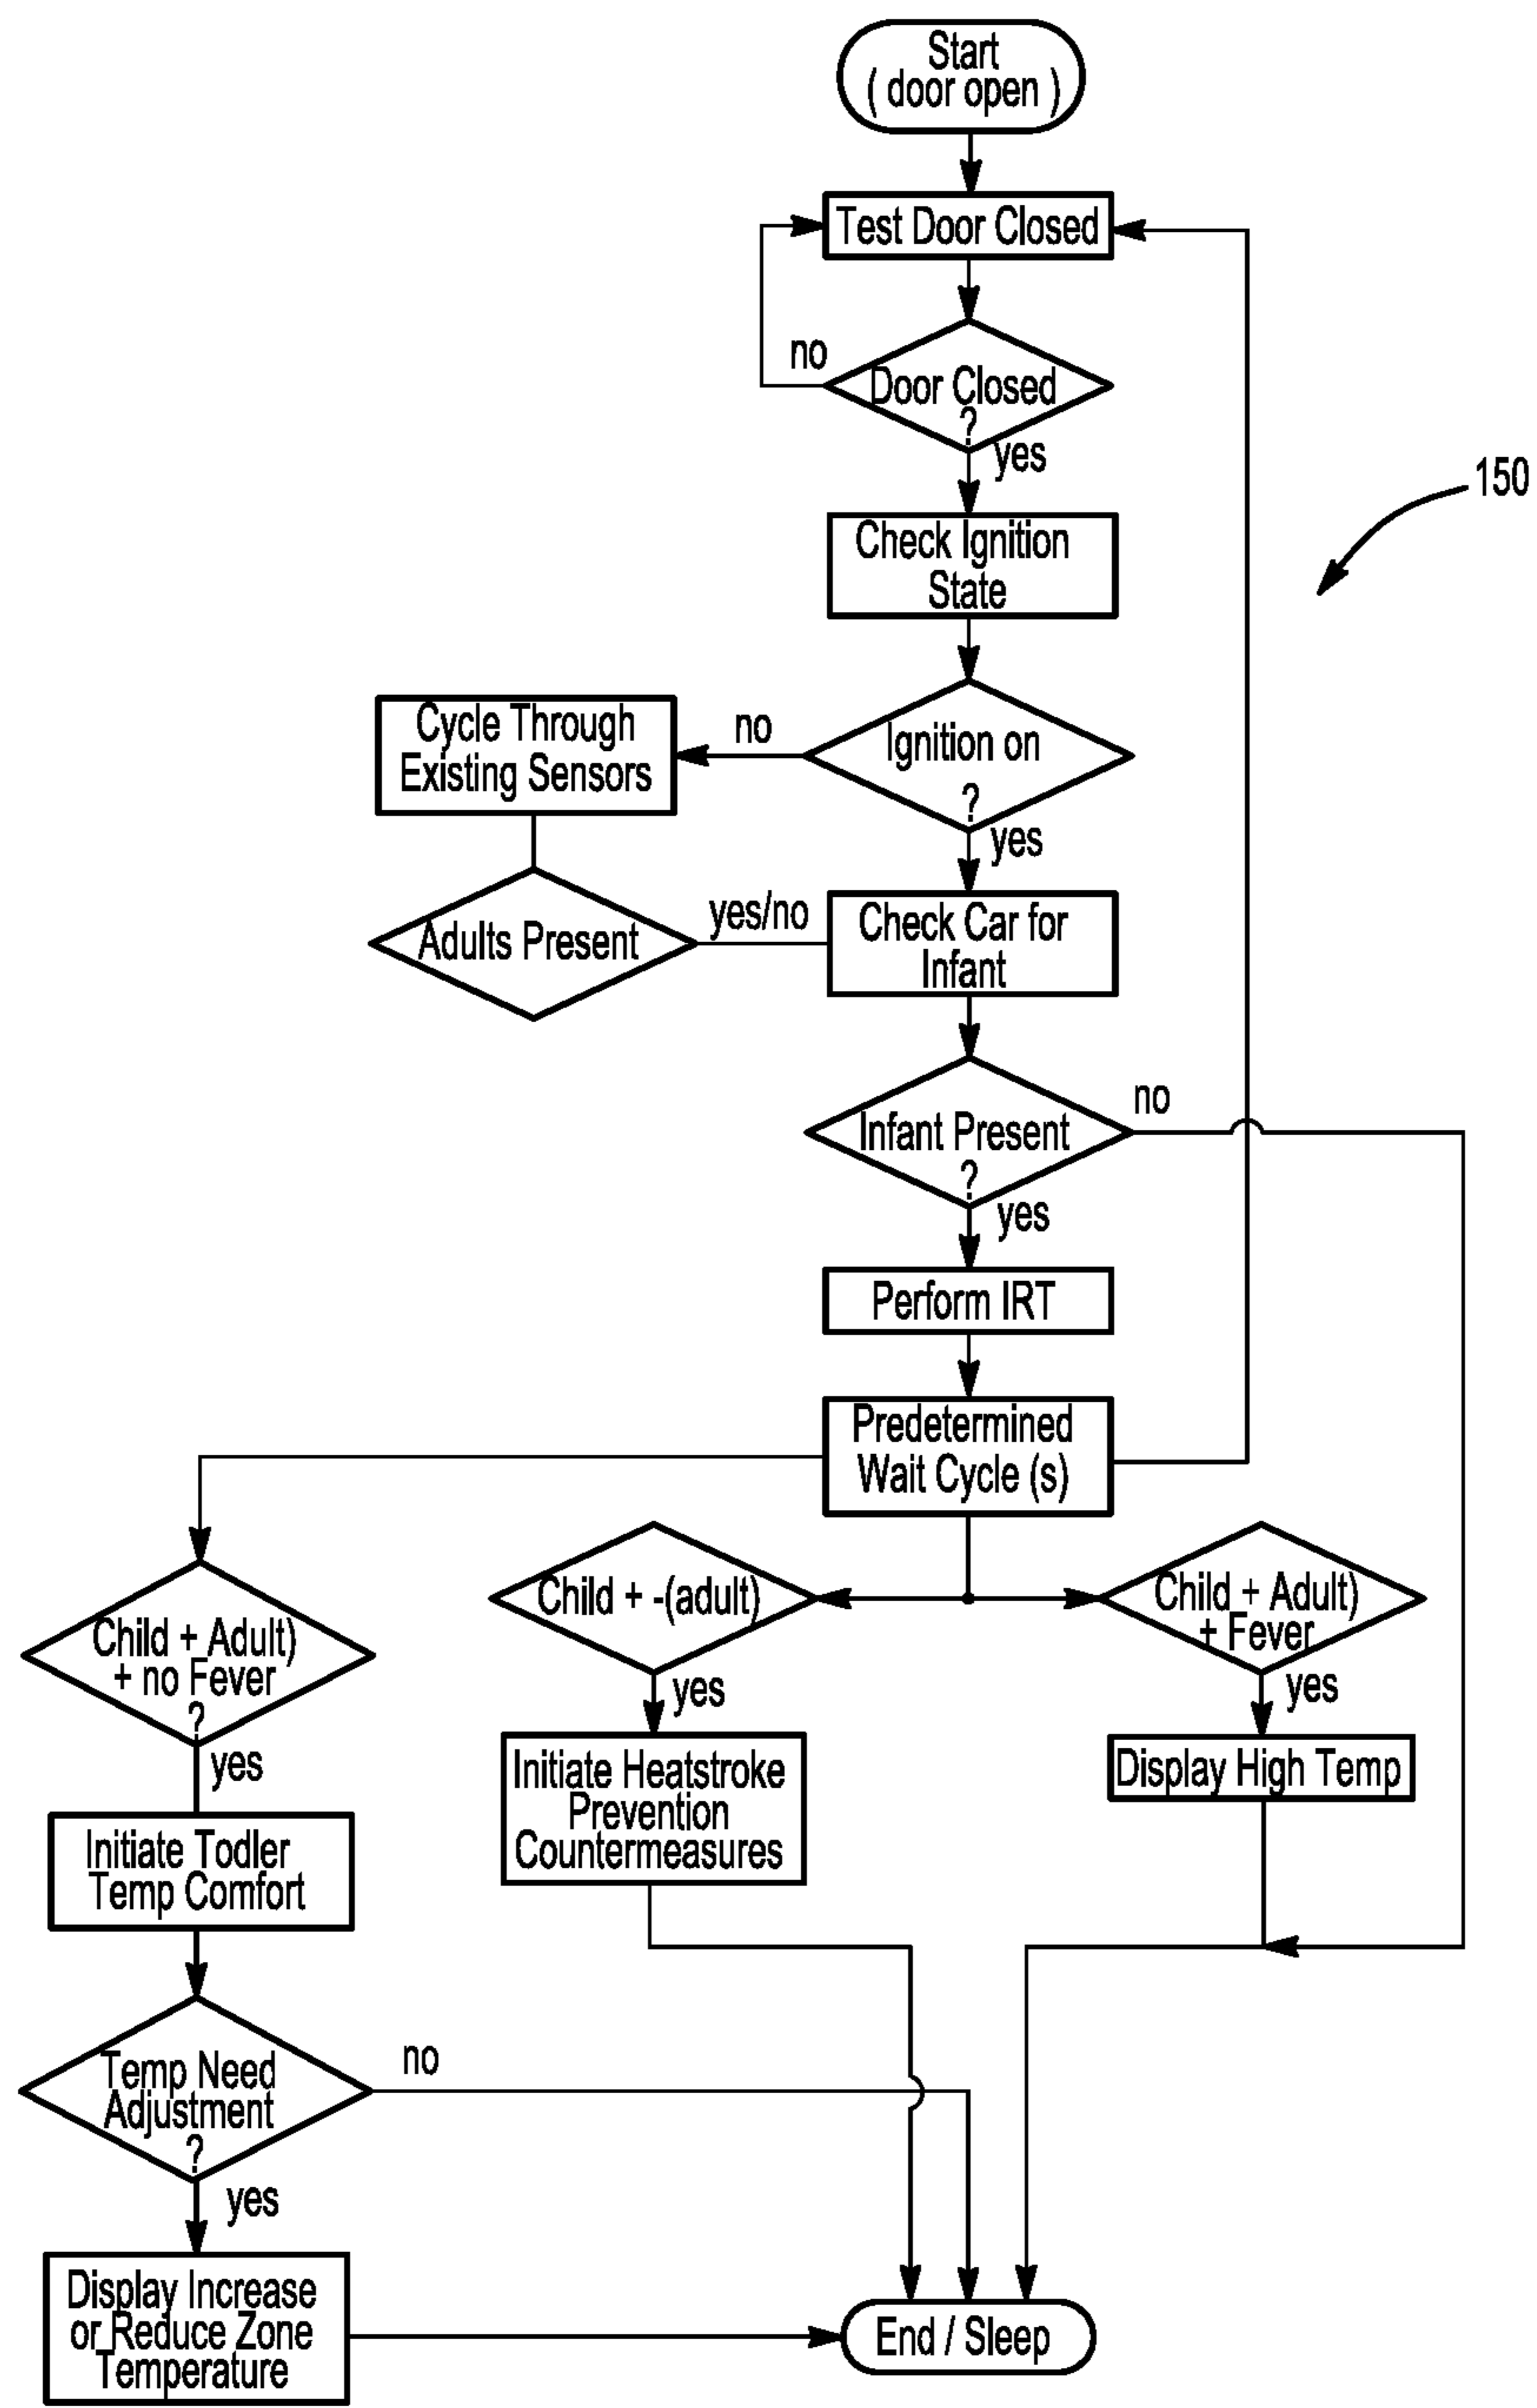 Start
( door open )
Test Door Closed
no
Door Closed
?
yes
150
Check Ignition
State
Cycle Through
Existing Sensors
no
Ignition on
?
yes
Adults Present
yes/no
Check Car for
Infant
no
Infant Present
?
yes
Perform IRT
Predetermined
Wait Cycle (s)
Child + Adult)
+ no Fever
?
yes
Child + -(adult)
yes
Child + Adult)
+ Fever
yes
Initiate Todler
Temp Comfort
Initiate Heatstroke
Prevention
Countermeasures
Display High Temp
Temp Need
Adjustment
?
no
yes
Display Increase
or Reduce Zone
Temperature
End / Sleep